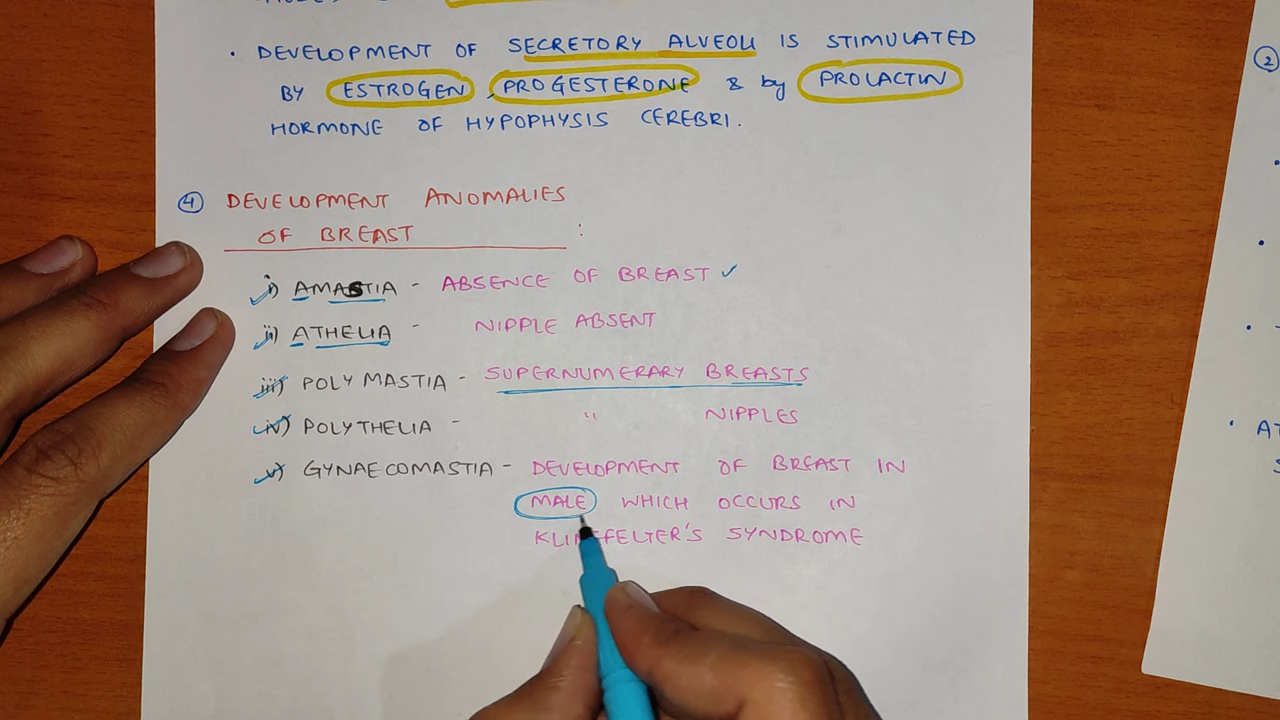 • DEVELOPMENT OF SECRETORY ALVEOLI IS STIMULATED
BY ESTROGEN, PROGESTERONE & by PROLACTIN
HORMONE OF HYPOPHYSIS CEREBRI.
④ DEVELOPMENT ANOMALIES
OF BREAST :
i) AMASTIA - ABSENCE OF BREAST ✓
ii) ATHELIA - NIPPLE ABSENT
iii) POLYMASTIA - SUPERNUMERARY BREASTS
iv) POLYTHELIA - " NIPPLES
v) GYNAECOMASTIA - DEVELOPMENT OF BREAST IN
MALE WHICH OCCURS IN
KLINEFELTER'S SYNDROME
②